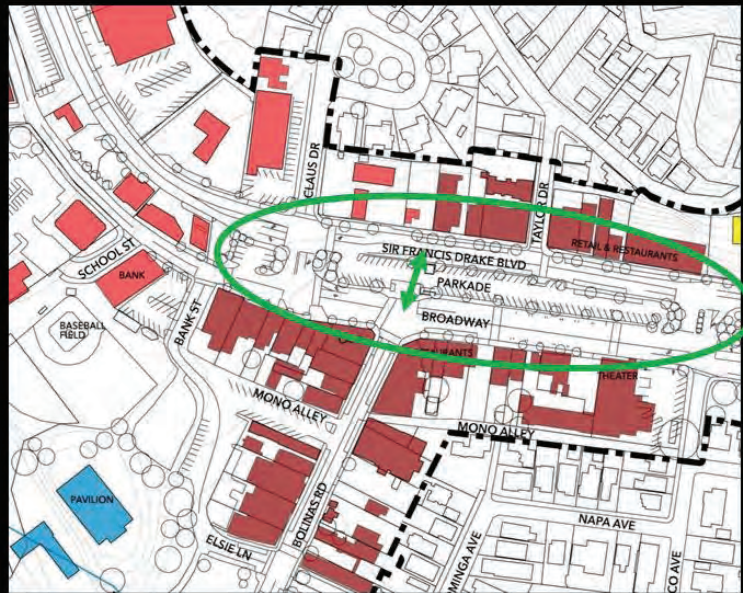 CLAUS DR
TAYLOR DR
RETAIL & RESTAURANTS
SIR FRANCIS DRAKE BLVD
PARKADE
BROADWAY
SCHOOL ST
BANK
BANK ST
BASEBALL
FIELD
THEATER
MONO ALLEY
MONO ALLEY
PAVILION
BOLINAS RD
ELSIE LN
NAPA AVE